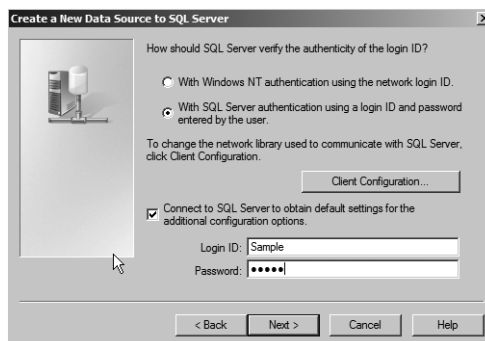 Create a New Data Source to SQL Server
How should SQL Server verify the authenticity of the login ID?
With Windows NT authentication using the network login ID.
With SQL Server authentication using a login ID and password
entered by the user.
To change the network library used to communicate with SQL Server,
click Client Configuration.
Client Configuration...
Connect to SQL Server to obtain default settings for the
additional configuration options.
Login ID: Sample
Password: •••••
< Back Next > Cancel Help